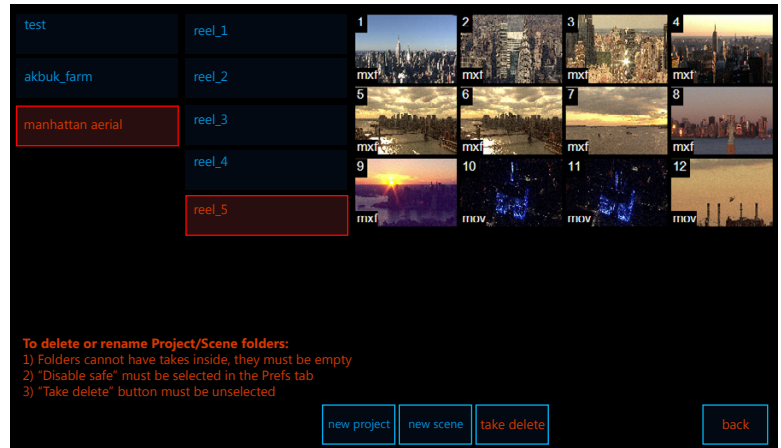 test
akbuk_farm
manhattan aerial
reel_1
reel_2
reel_3
reel_4
reel_5
1
mxf
2
mxf
3
mxf
4
mxf
5
mxf
6
mxf
7
mxf
8
mxf
9
mxf
10
mov
11
mov
12
mov
To delete or rename Project/Scene folders:
1) Folders cannot have takes inside, they must be empty
2) "Disable safe" must be selected in the Prefs tab
3) "Take delete" button must be unselected
new project
new scene
take delete
back